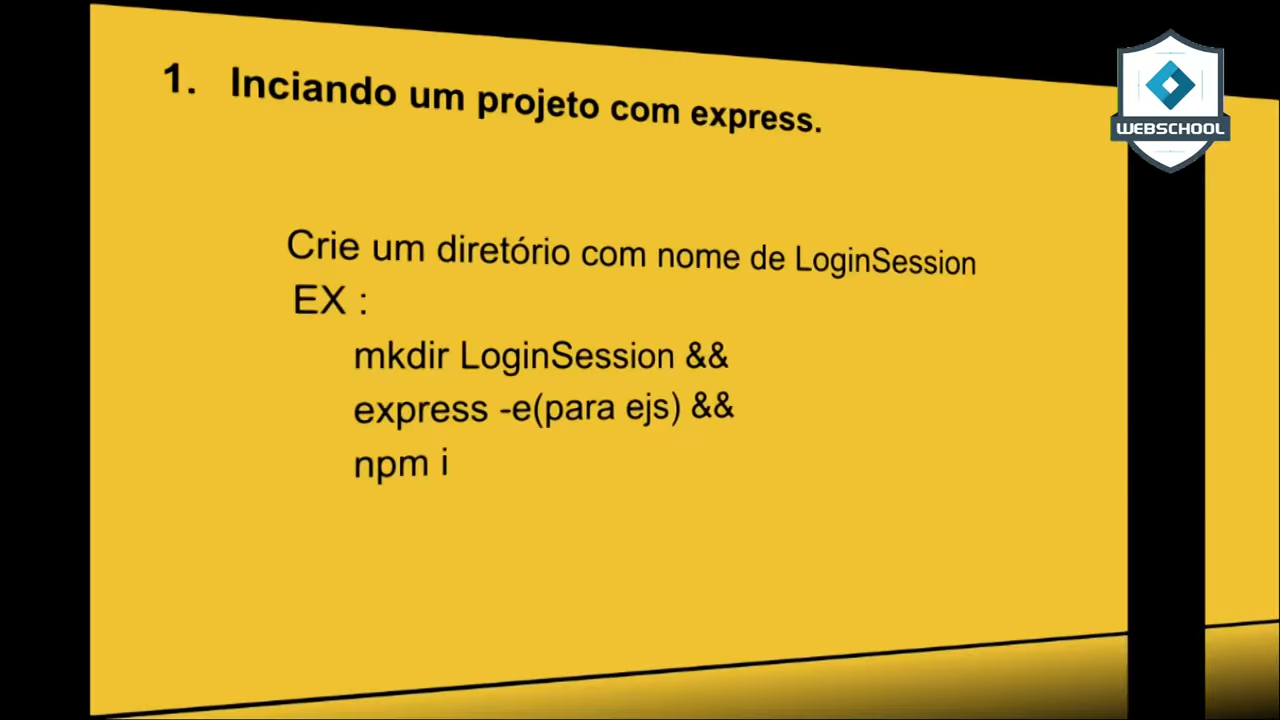 1. Inciando um projeto com express.
WEBSCHOOL
Crie um diretório com nome de LoginSession
EX :
mkdir LoginSession &&
express -e(para ejs) &&
npm i